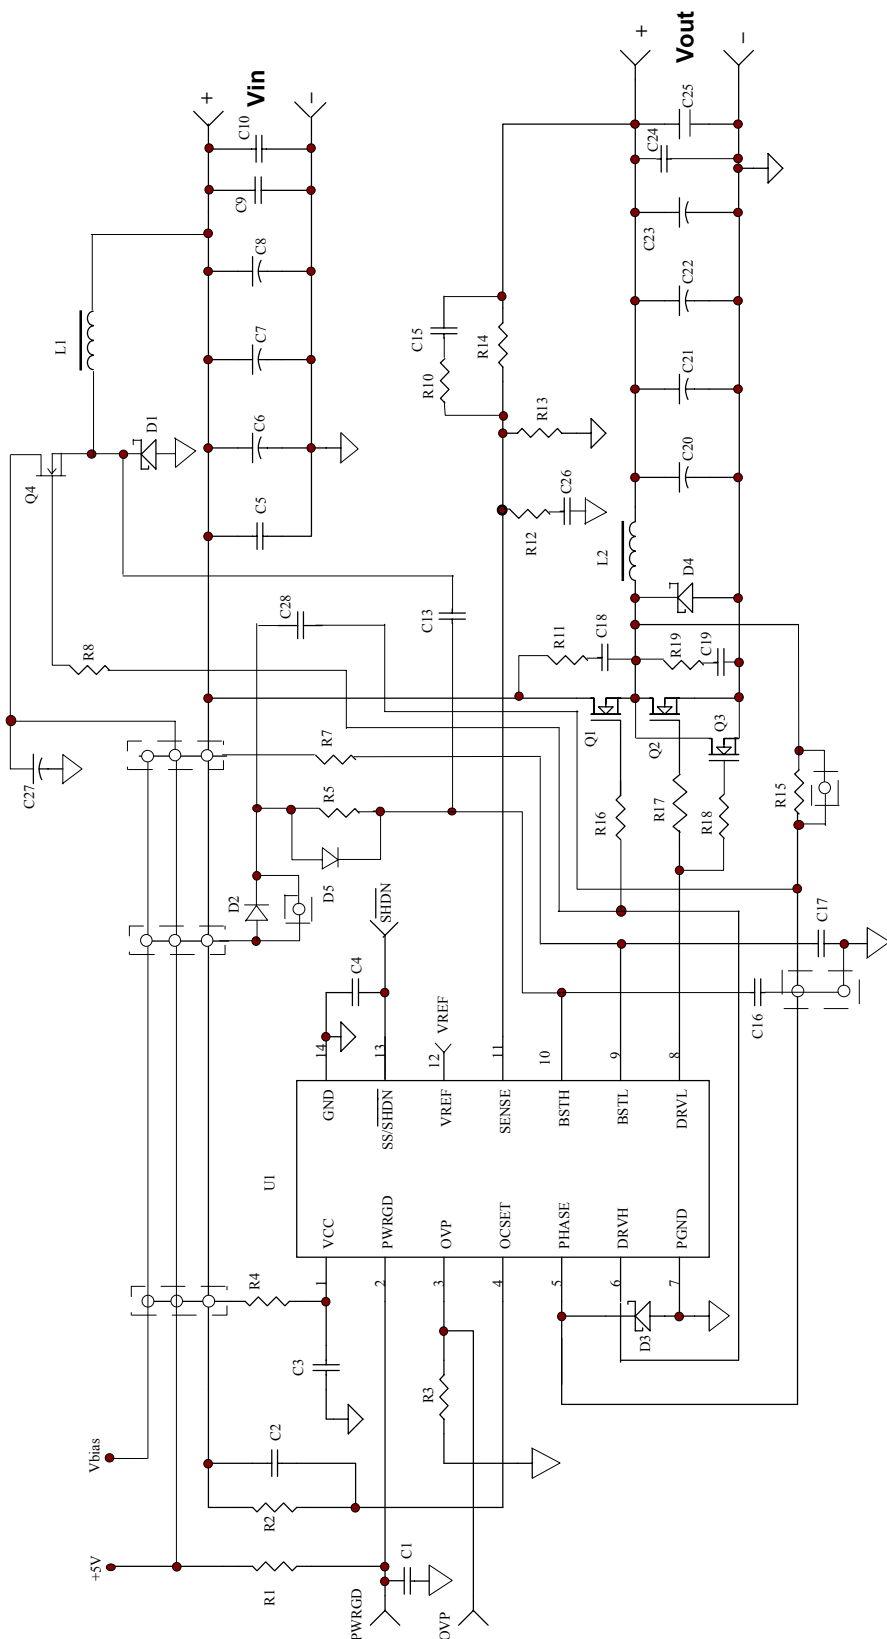 +
Vin
−
C10
C9
C8
C7
C6
C5
L1
D1
Q4
R8
C27
C28
C13
R7
R5
D5
D2
SHDN
C4
+
Vout
−
C25
C24
C23
C22
C21
C20
C15
R10
R14
R13
R12
C26
L2
D4
R11
C18
R19
C19
Q1
Q2
Q3
R16
R17
R18
R15
C17
C16
U1
14
GND
13
SS/SHDN
12
VREF
VREF
11
SENSE
10
BSTH
9
BSTL
8
DRVL
VCC
1
PWRGD
2
OVP
3
OCSET
4
PHASE
5
DRVH
6
PGND
7
D3
R4
C3
R3
C2
R2
Vbias
+5V
R1
C1
PWRGD
OVP